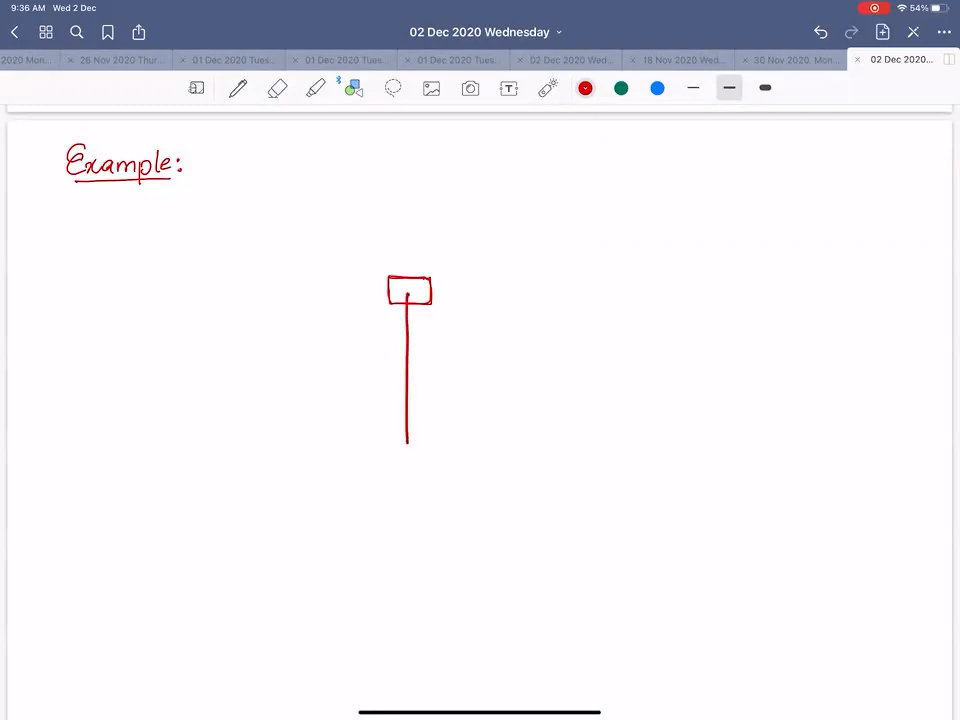 9:36 AM Wed 2 Dec
54%
02 Dec 2020 Wednesday
2020 Mon...
26 Nov 2020 Thur...
01 Dec 2020 Tues...
01 Dec 2020 Tues...
01 Dec 2020 Tues...
02 Dec 2020 Wed...
18 Nov 2020 Wed...
30 Nov 2020. Mon...
02 Dec 2020...
T
Example: